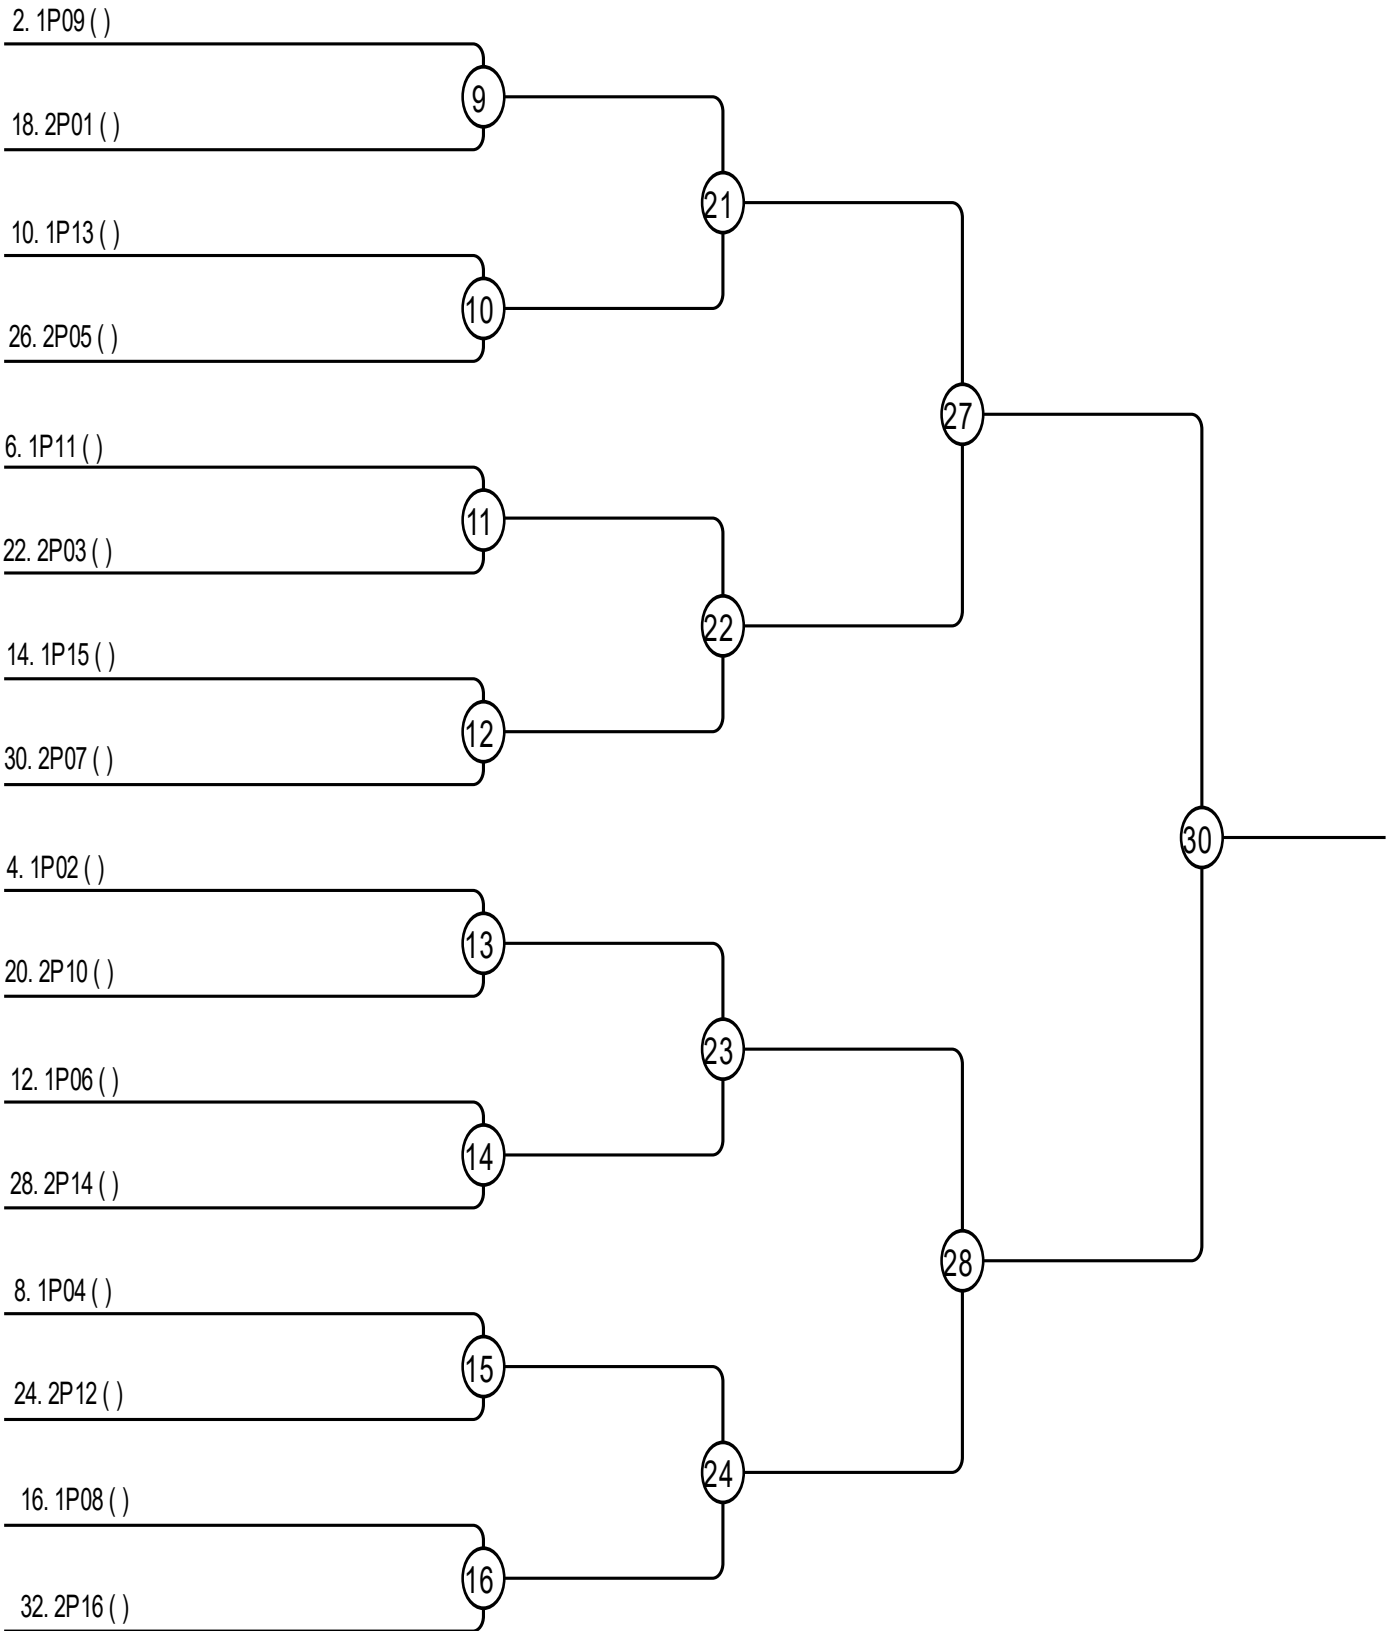 2. 1P09 ( )
9
18. 2P01 ( )
21
10. 1P13 ( )
10
26. 2P05 ( )
27
6. 1P11 ( )
11
22. 2P03 ( )
22
14. 1P15 ( )
12
30. 2P07 ( )
30
4. 1P02 ( )
13
20. 2P10 ( )
23
12. 1P06 ( )
14
28. 2P14 ( )
28
8. 1P04 ( )
15
24. 2P12 ( )
24
16. 1P08 ( )
16
32. 2P16 ( )